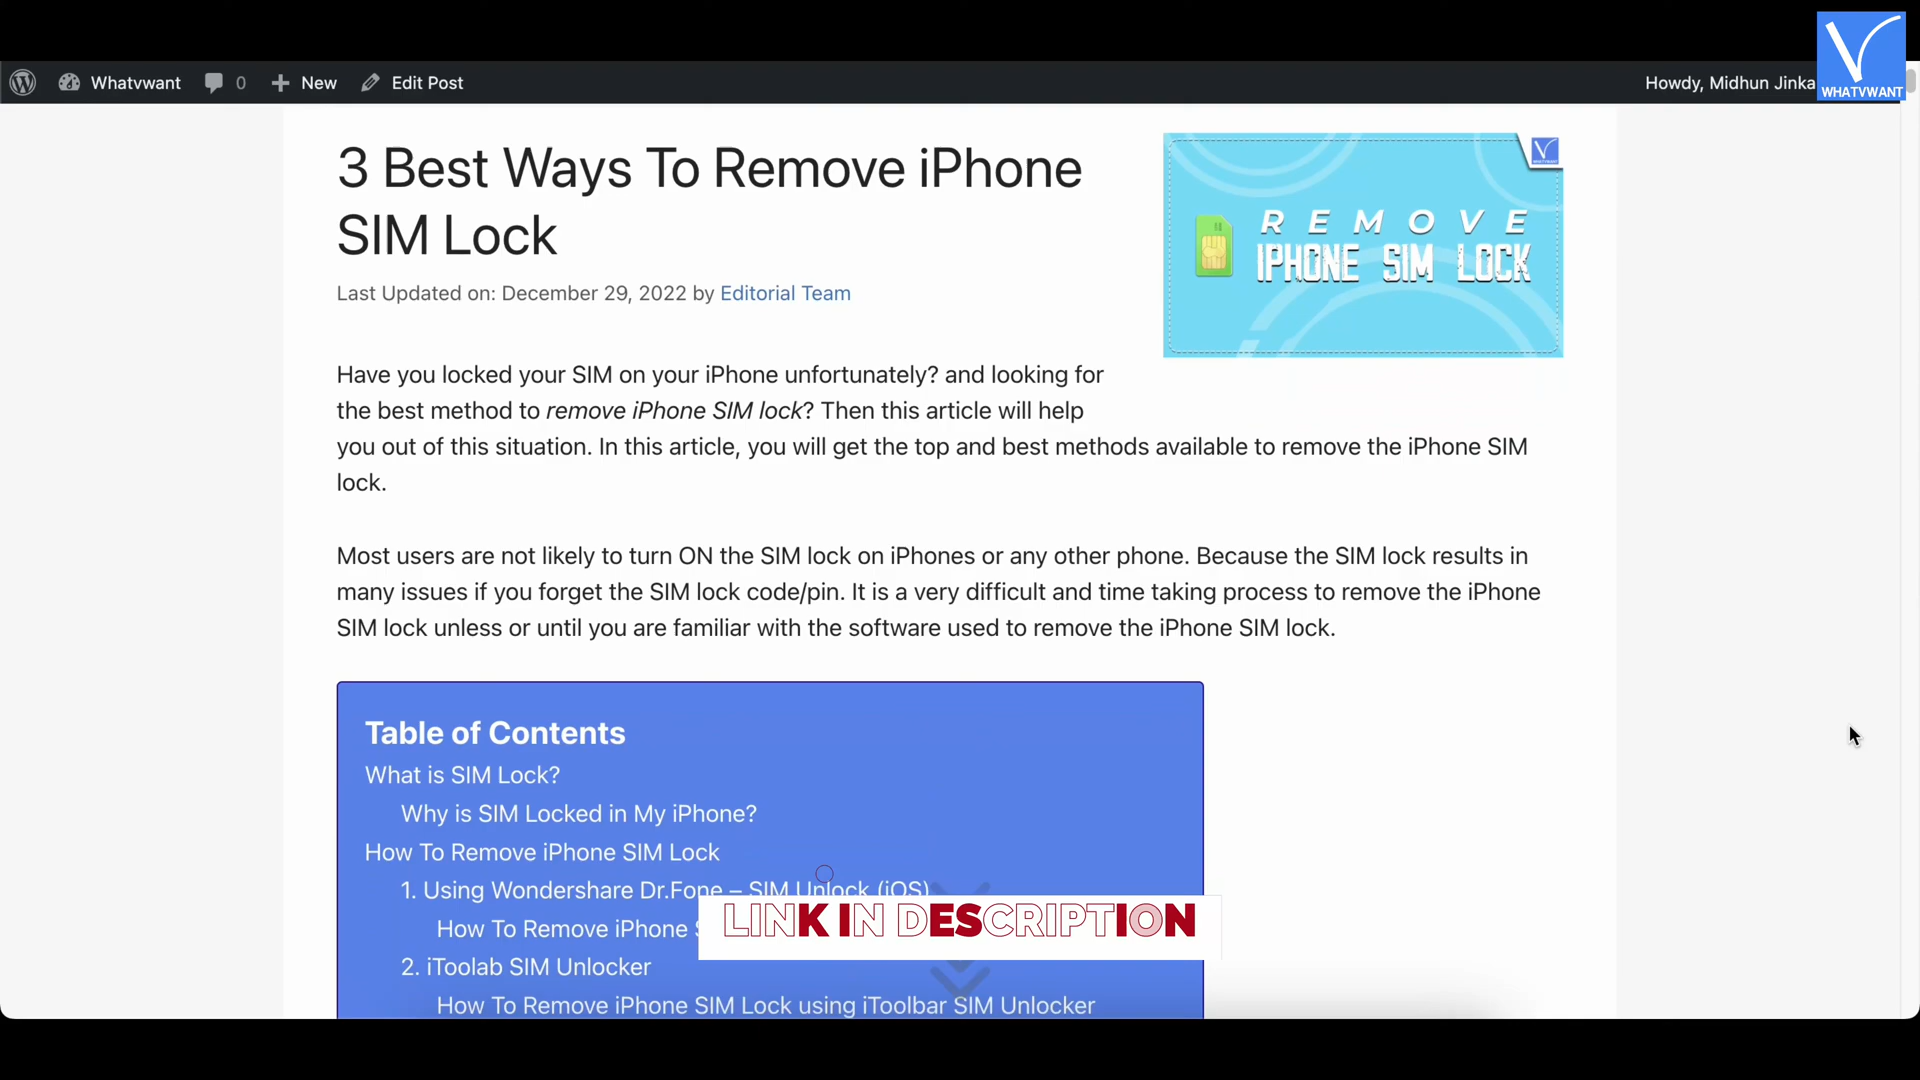 Whatvwant 0 New Edit Post Howdy, Midhun Jinka
WHATVWANT
3 Best Ways To Remove iPhone
SIM Lock
Last Updated on: December 29, 2022 by Editorial Team
REMOVE
IPHONE SIM LOCK
Have you locked your SIM on your iPhone unfortunately? and looking for
the best method to remove iPhone SIM lock? Then this article will help
you out of this situation. In this article, you will get the top and best methods available to remove the iPhone SIM
lock.
Most users are not likely to turn ON the SIM lock on iPhones or any other phone. Because the SIM lock results in
many issues if you forget the SIM lock code/pin. It is a very difficult and time taking process to remove the iPhone
SIM lock unless or until you are familiar with the software used to remove the iPhone SIM lock.
Table of Contents
What is SIM Lock?
Why is SIM Locked in My iPhone?
How To Remove iPhone SIM Lock
1. Using Wondershare Dr.Fone – SIM Unlock (iOS)
How To Remove iPhone
LINK IN DESCRIPTION
2. iToolab SIM Unlocker
How To Remove iPhone SIM Lock using iToolbar SIM Unlocker